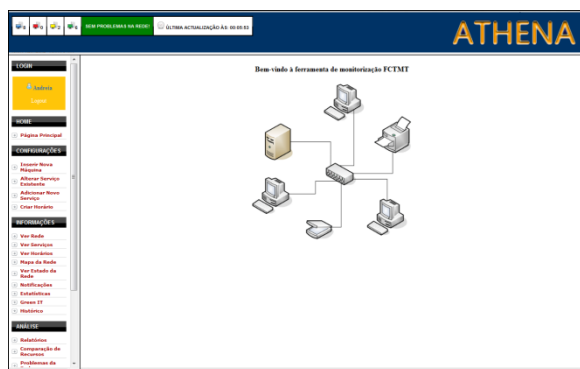 SEM PROBLEMAS NA REDE!
ÚLTIMA ACTUALIZAÇÃO ÀS: 00:05:53
ATHENA
LOGIN
Andreia
Logout
HOME
Página Principal
CONFIGURAÇÕES
Inserir Nova
Máquina
Alterar Serviço
Existente
Adicionar Novo
Serviço
Criar Horário
INFORMAÇÕES
Ver Rede
Ver Serviços
Ver Horários
Mapa da Rede
Ver Estado da
Rede
Notificações
Estatísticas
Green IT
Histórico
ANÁLISE
Relatórios
Comparação de
Recursos
Problemas da
Bem-vindo à ferramenta de monitorização FCTMT